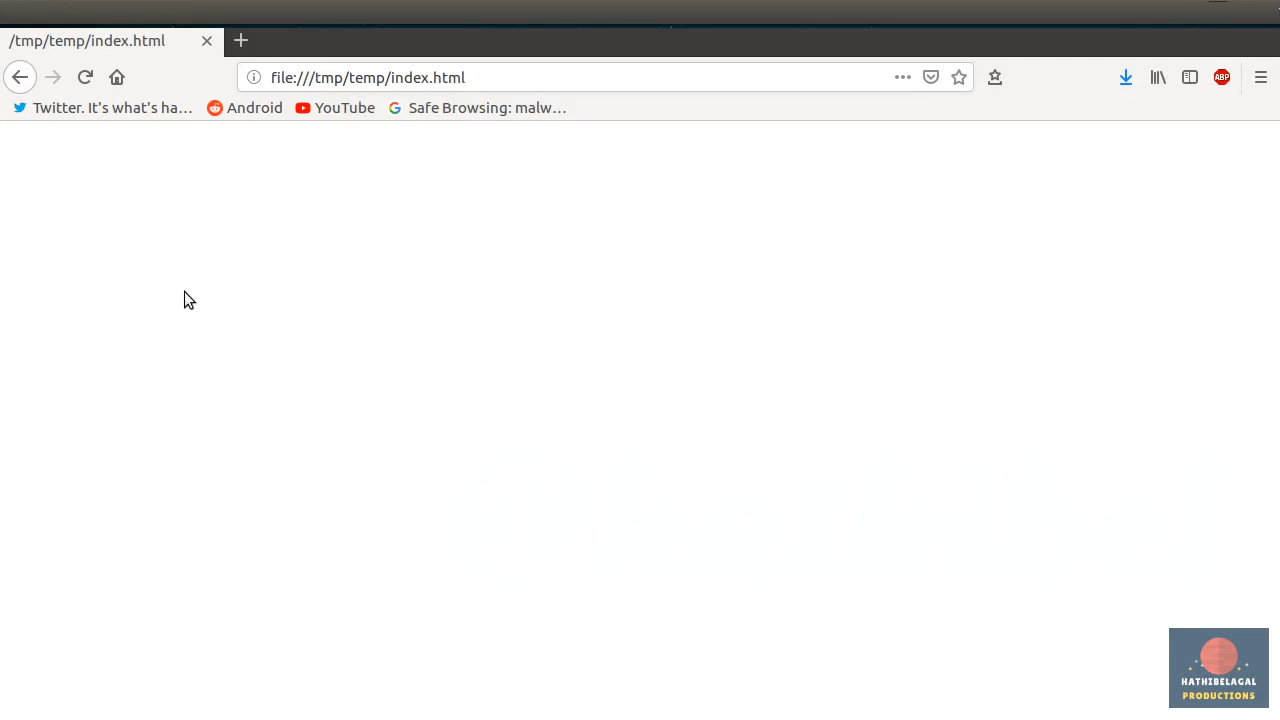 /tmp/temp/index.html
file:///tmp/temp/index.html
ABP
Twitter. It's what's ha... Android YouTube Safe Browsing: malw...
@hathibel
HATHIBELAGAL
PRODUCTIONS